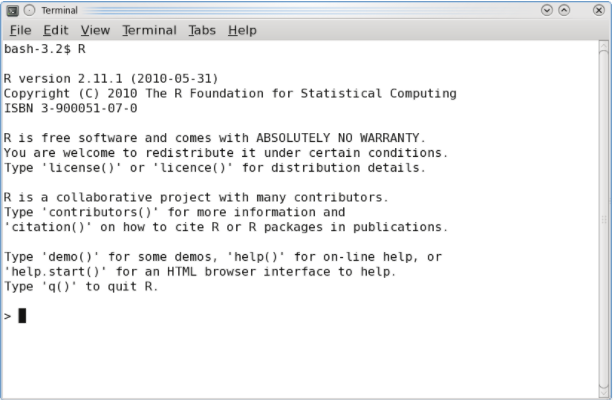 Terminal
File Edit View Terminal Tabs Help
bash-3.2$ R
R version 2.11.1 (2010-05-31)
Copyright (C) 2010 The R Foundation for Statistical Computing
ISBN 3-900051-07-0
R is free software and comes with ABSOLUTELY NO WARRANTY.
You are welcome to redistribute it under certain conditions.
Type 'license()' or 'licence()' for distribution details.
R is a collaborative project with many contributors.
Type 'contributors()' for more information and
'citation()' on how to cite R or R packages in publications.
Type 'demo()' for some demos, 'help()' for on-line help, or
'help.start()' for an HTML browser interface to help.
Type 'q()' to quit R.
>